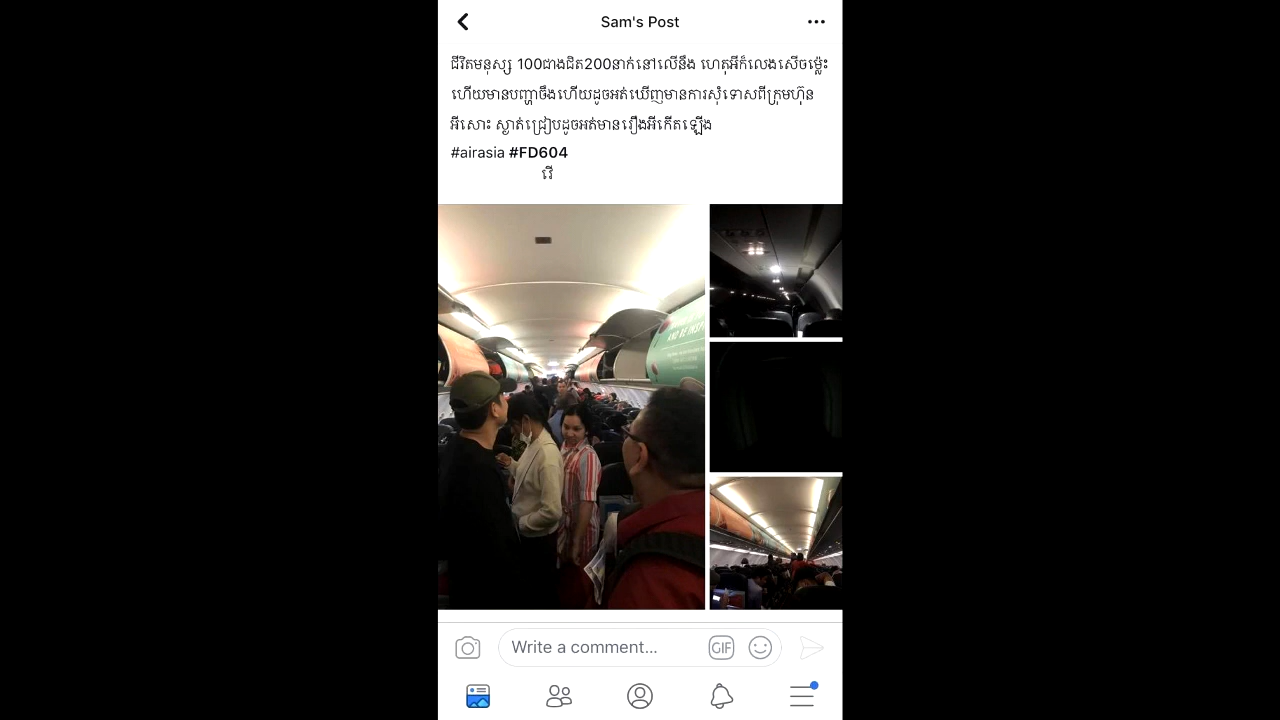 Sam's Post
ជីវិតមនុស្ស 100ជាងជិត200នាក់នៅលើនឹង ហេតុអីក៏លេងសើចម្ល៉េះ
ហើយមានបញ្ហាចឹងហើយដូចអត់ឃើញមានការសុំទោសពីក្រុមហ៊ុន
អីសោះ ស្ងាត់ជ្រៀបដូចអត់មានរឿងអីកើតឡើង
#airasia #FD604
AND BE INSPI
Write a comment...
GIF